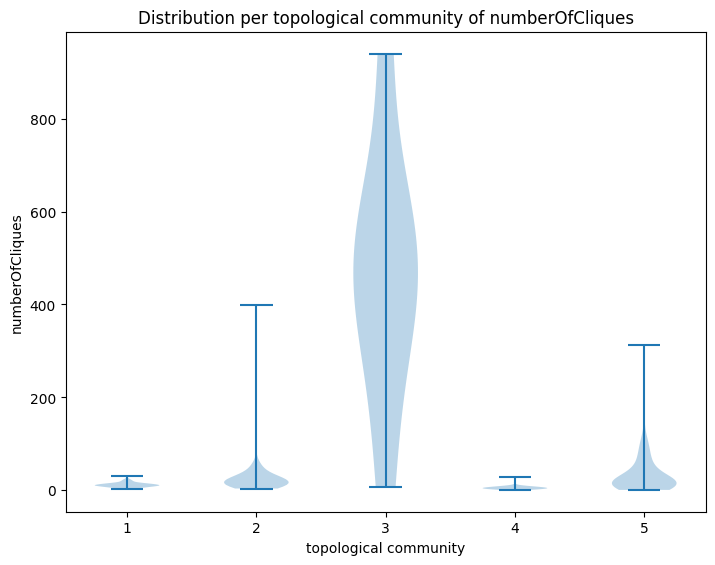 Distribution per topological community of numberOfCliques
numberOfCliques
800
600
400
200
0
1 2 3 4 5
topological community